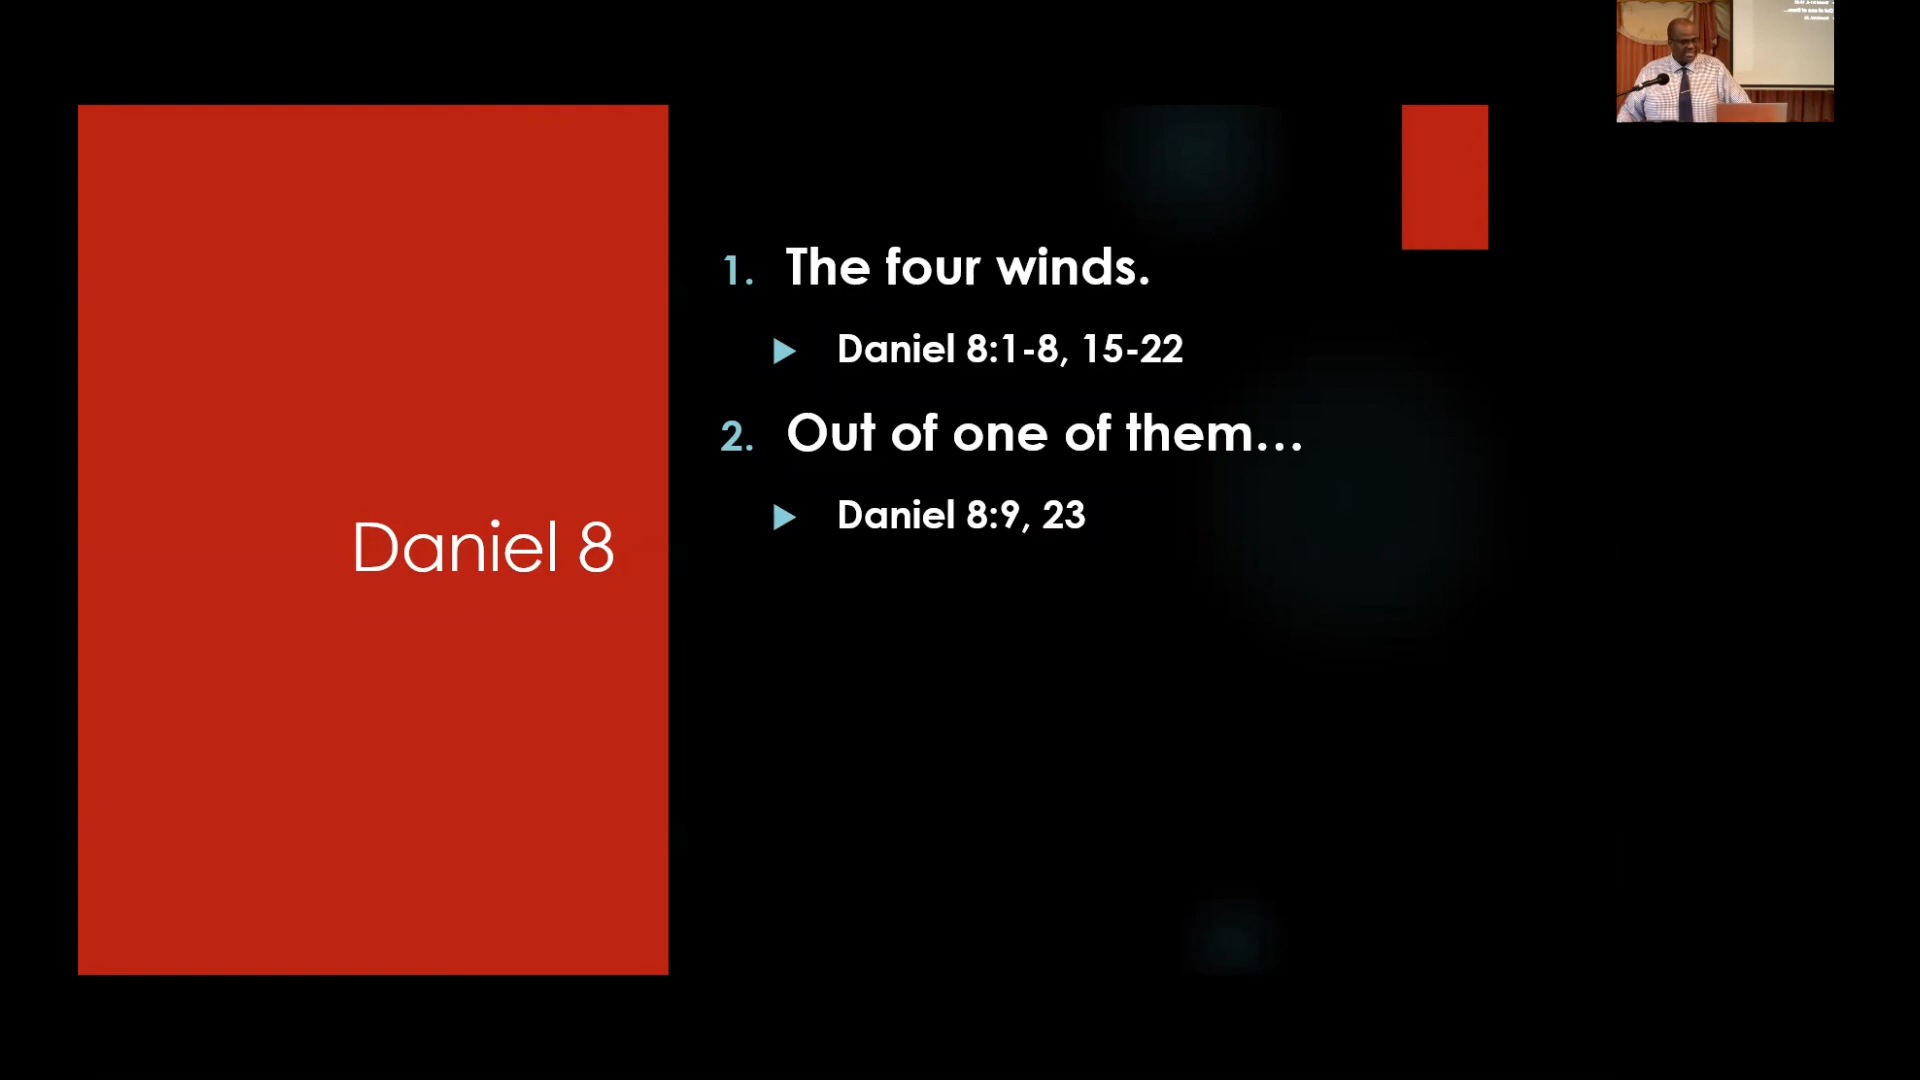 Daniel 8
1. The four winds.
Daniel 8:1-8, 15-22
2. Out of one of them…
Daniel 8:9, 23